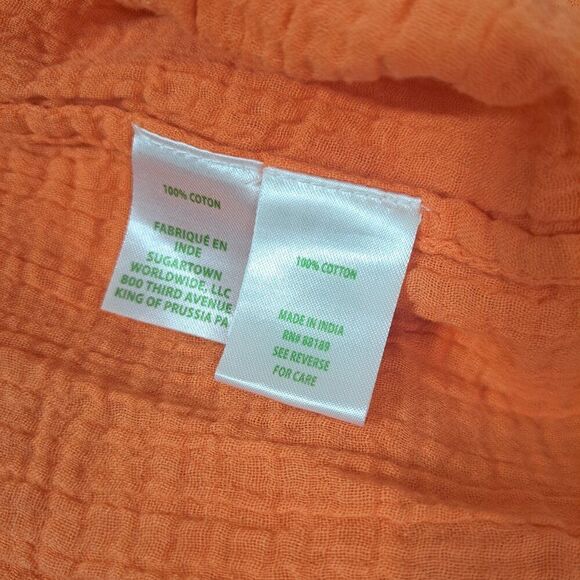 100% COTON
FABRIQUÉ EN
INDE
SUGARTOWN
WORLDWIDE, LLC
800 THIRD AVENUE
KING OF PRUSSIA PA
100% COTTON
MADE IN INDIA
RN# 88189
SEE REVERSE
FOR CARE